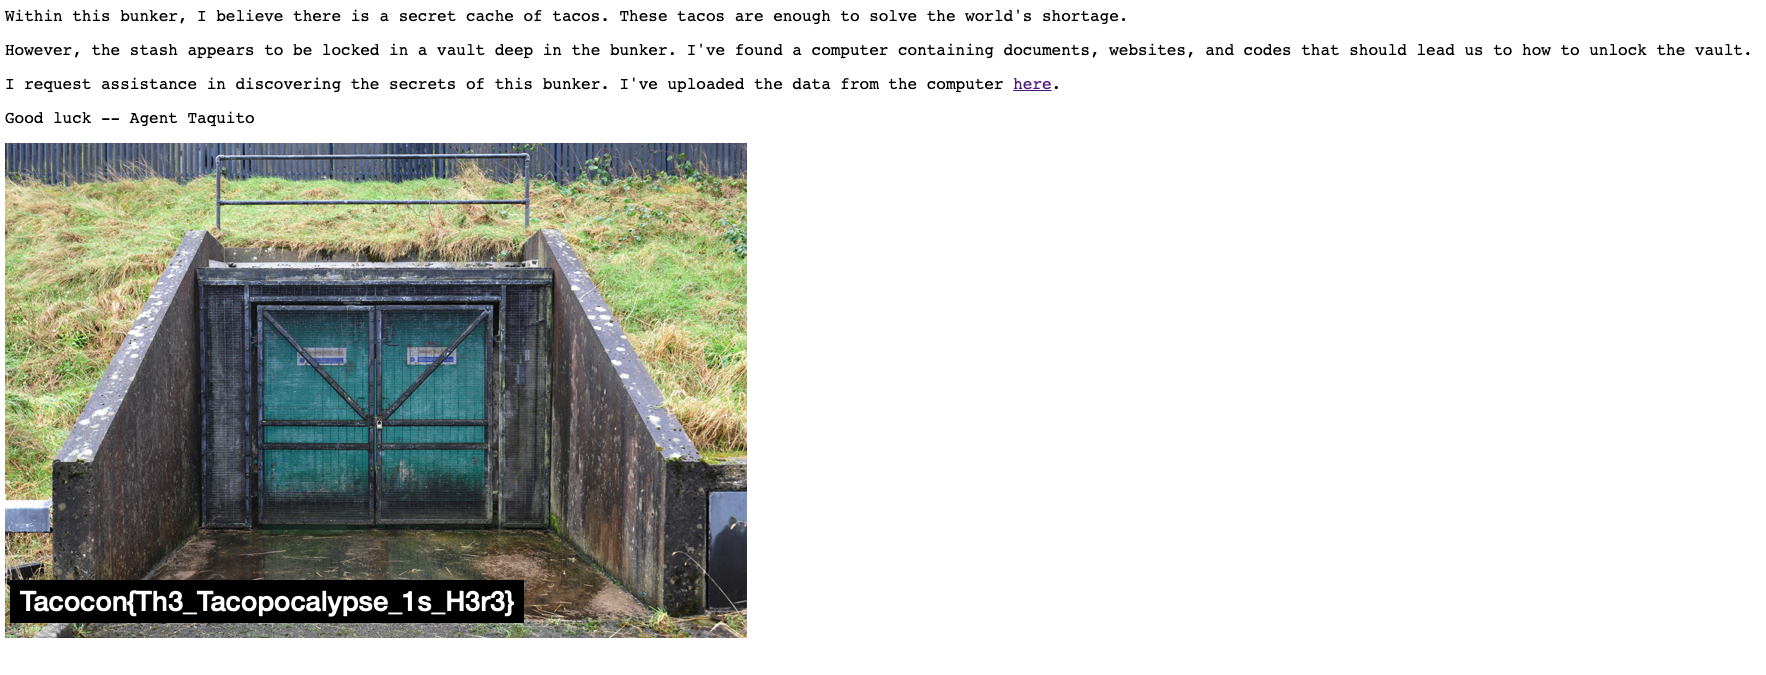 Within this bunker, I believe there is a secret cache of tacos. These tacos are enough to solve the world's shortage.
However, the stash appears to be locked in a vault deep in the bunker. I've found a computer containing documents, websites, and codes that should lead us to how to unlock the vault.
I request assistance in discovering the secrets of this bunker. I've uploaded the data from the computer here.
Good luck -- Agent Taquito
Tacocon{Th3_Tacopocalypse_1s_H3r3}